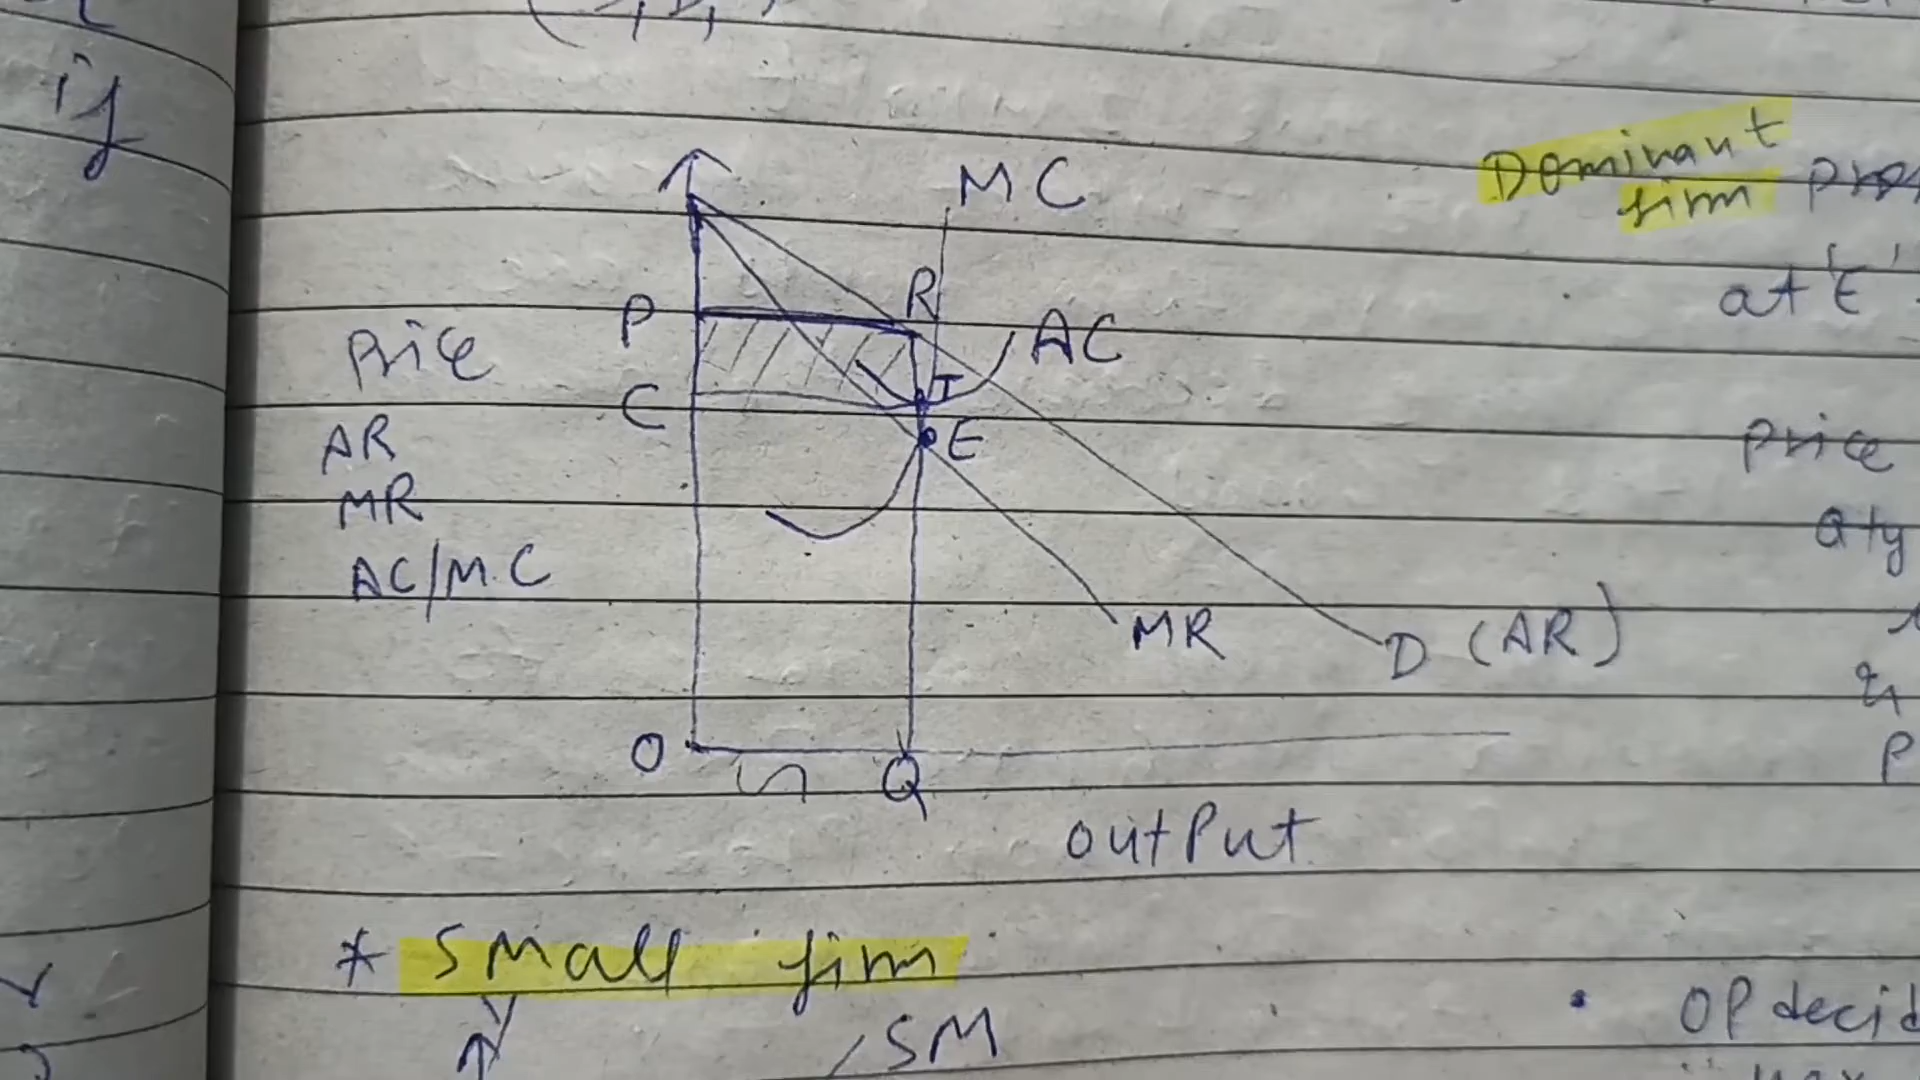 if
Dominant
firm
MC
at 'E'
R
P
AC
Price
T
C
E
AR
Price
MR
Qty
AC/M.C
MR
D (AR)
O
Q
output
* Small firm
SM
• OP decid